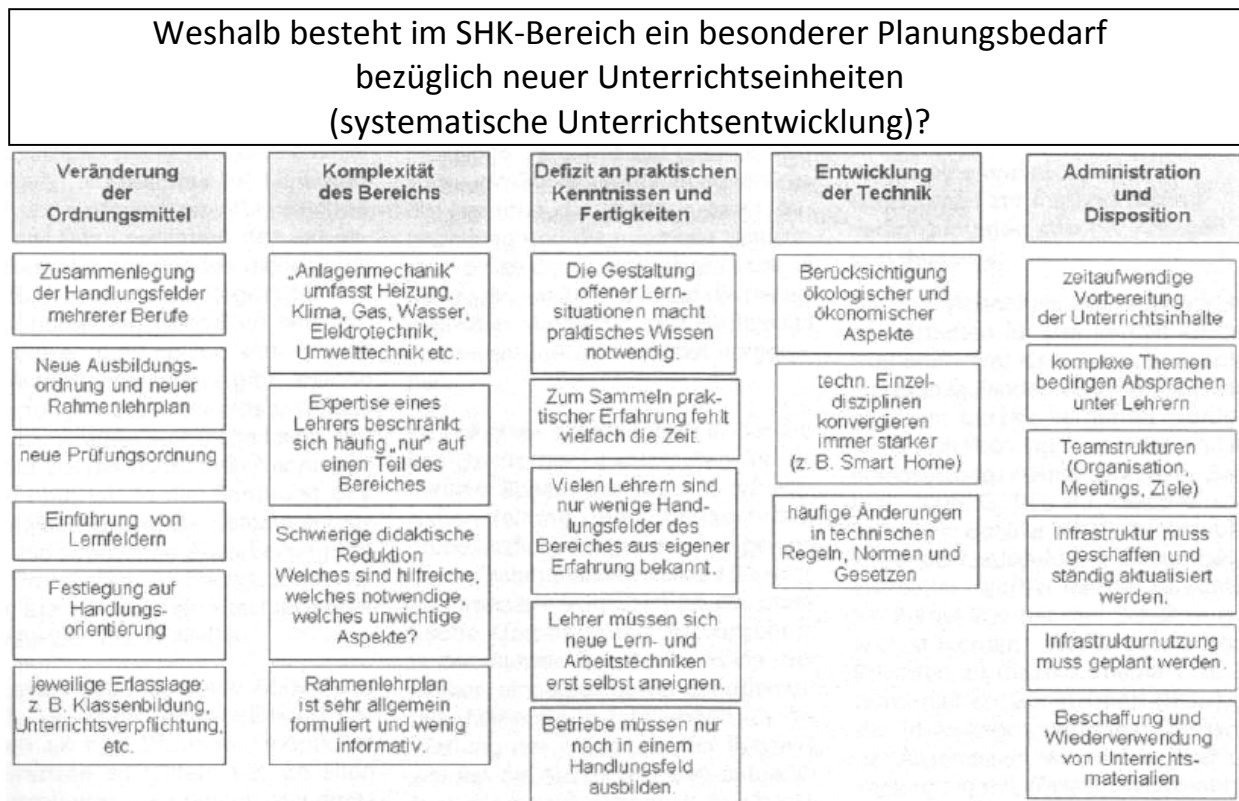 Weshalb besteht im SHK-Bereich ein besonderer Planungsbedarf
bezüglich neuer Unterrichtseinheiten
(systematische Unterrichtsentwicklung)?
Veränderung
der
Ordnungsmittel
Zusammenlegung
der Handlungsfelder
mehrerer Berufe
Neue Ausbildungs-
ordnung und neuer
Rahmenlehrplan
neue Prüfungsordnung
Einführung von
Lernfeldern
Festlegung auf
Handlungs-
orientierung
jeweilige Erlasslage:
z. B. Klassenbildung,
Unterrichtsverpflichtung,
etc.
Komplexität
des Bereichs
„Anlagenmechanik“
umfasst Heizung,
Klima, Gas, Wasser,
Elektrotechnik,
Umwelttechnik etc.
Expertise eines
Lehrers beschränkt
sich häufig „nur“ auf
einen Teil des
Bereiches
Schwierige didaktische
Reduktion
Welches sind hilfreiche,
welches notwendige,
welches unwichtige
Aspekte?
Rahmenlehrplan
ist sehr allgemein
formuliert und wenig
informativ.
Defizit an praktischen
Kenntnissen und
Fertigkeiten
Die Gestaltung
offener Lern-
situationen macht
praktisches Wissen
notwendig.
Zum Sammeln prak-
tischer Erfahrung fehlt
vielfach die Zeit.
Vielen Lehrern sind
nur wenige Hand-
lungsfelder des
Bereiches aus eigener
Erfahrung bekannt.
Lehrer müssen sich
neue Lern- und
Arbeitstechniken
erst selbst aneignen.
Betriebe müssen nur
noch in einem
Handlungsfeld
ausbilden.
Entwicklung
der Technik
Berücksichtigung
ökologischer und
ökonomischer
Aspekte
techn. Einzel-
disziplinen
konvergieren
immer stärker
(z. B. Smart Home)
häufige Änderungen
in technischen
Regeln, Normen und
Gesetzen
Administration
und
Disposition
zeitaufwendige
Vorbereitung
der Unterrichtsinhalte
komplexe Themen
bedingen Absprachen
unter Lehrern
Teamstrukturen
(Organisation,
Meetings, Ziele)
Infrastruktur muss
geschaffen und
ständig aktualisiert
werden.
Infrastrukturnutzung
muss geplant werden.
Beschaffung und
Wiederverwendung
von Unterrichts-
materialien